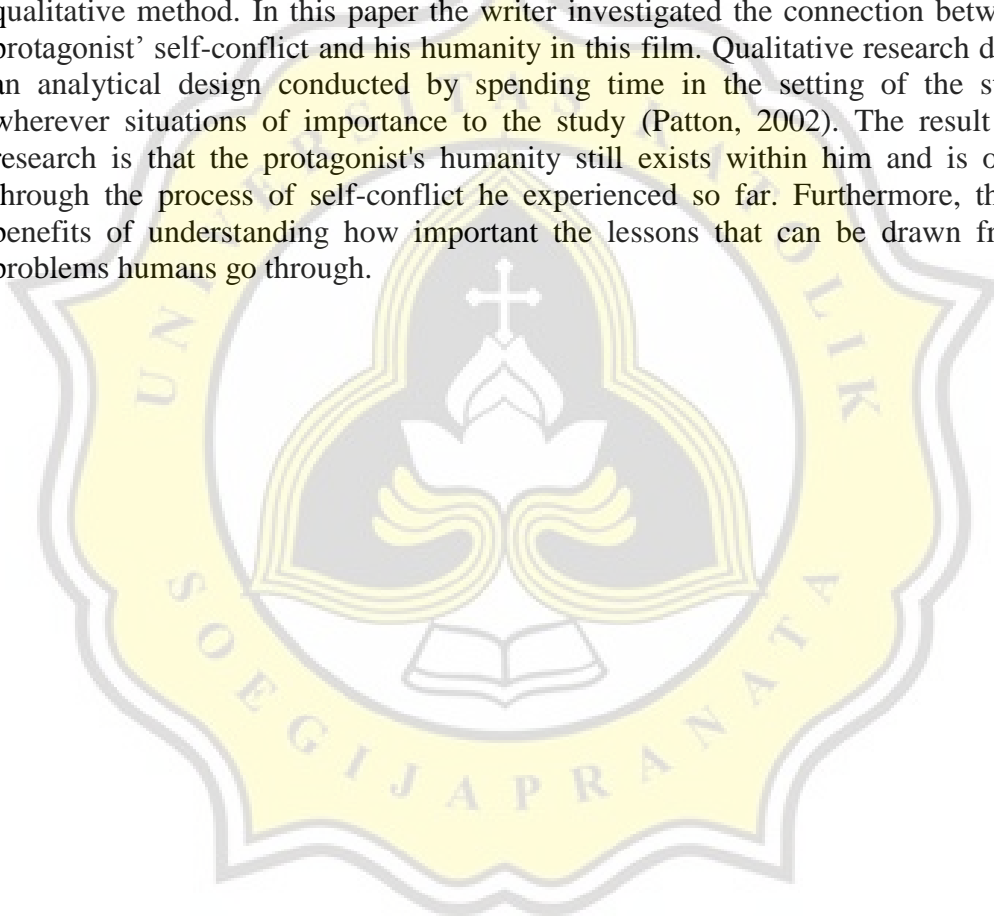 qualitative method. In this paper the writer investigated the connection betw
protagonist’ self-conflict and his humanity in this film. Qualitative research d
an analytical design conducted by spending time in the setting of the s
wherever situations of importance to the study (Patton, 2002). The result
research is that the protagonist's humanity still exists within him and is o
through the process of self-conflict he experienced so far. Furthermore, th
benefits of understanding how important the lessons that can be drawn fr
problems humans go through.
UNIVERSITAS KATOLIK
SOEGIJAPRANATA